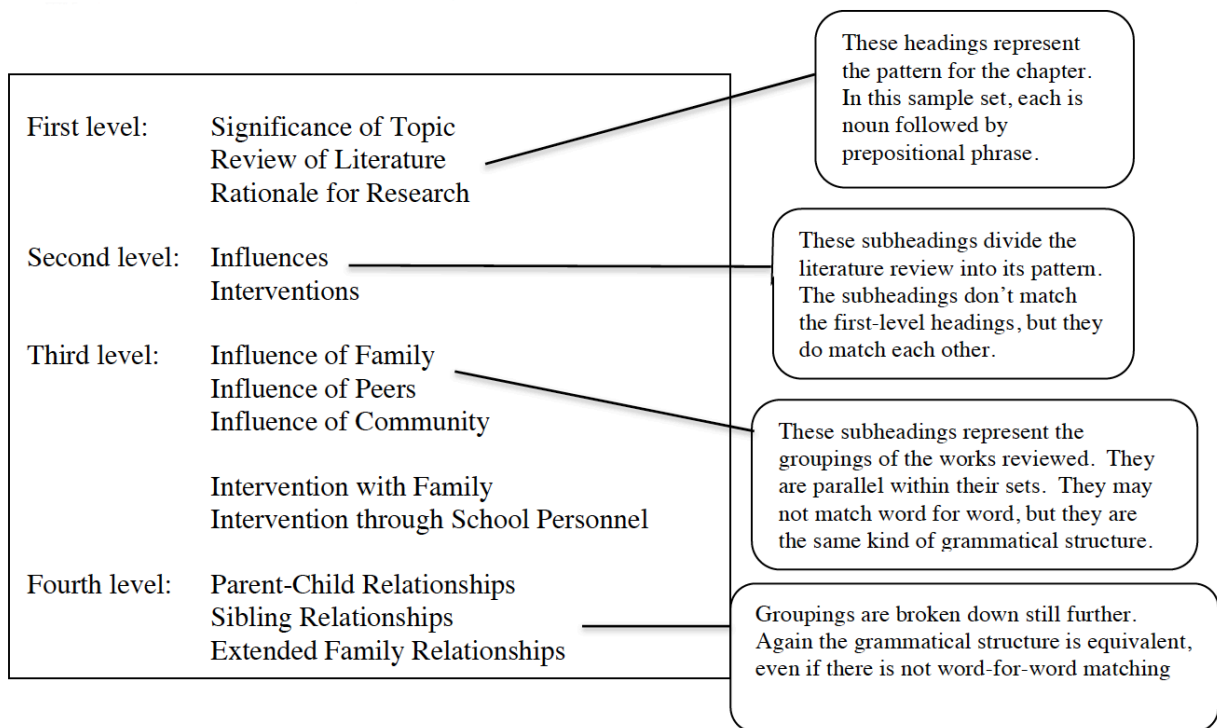 These headings represent
the pattern for the chapter.
In this sample set, each is
noun followed by
prepositional phrase.
First level: Significance of Topic
Review of Literature
Rationale for Research
These subheadings divide the
literature review into its pattern.
The subheadings don’t match
the first-level headings, but they
do match each other.
Second level: Influences
Interventions
Third level: Influence of Family
Influence of Peers
Influence of Community
Intervention with Family
Intervention through School Personnel
These subheadings represent the
groupings of the works reviewed. They
are parallel within their sets. They may
not match word for word, but they are
the same kind of grammatical structure.
Fourth level: Parent-Child Relationships
Sibling Relationships
Extended Family Relationships
Groupings are broken down still further.
Again the grammatical structure is equivalent,
even if there is not word-for-word matching